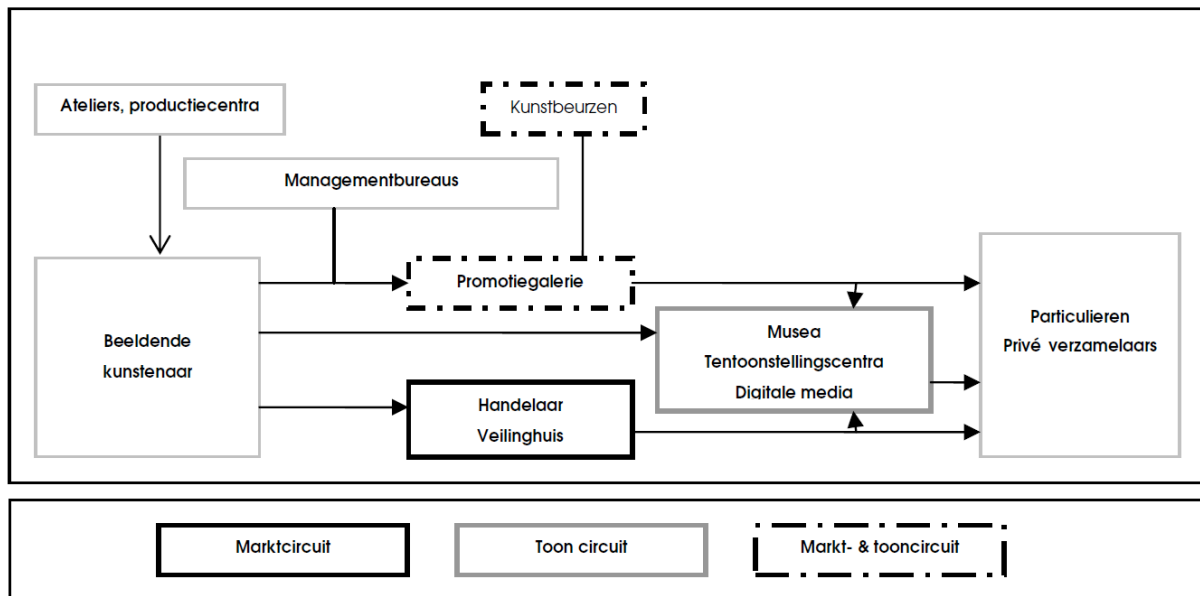 Ateliers, productiecentra
Kunstbeurzen
Managementbureaus
Promotiegalerie
Beeldende
kunstenaar
Musea
Tentoonstellingscentra
Digitale media
Particulieren
Privé verzamelaars
Handelaar
Veilinghuis
Marktcircuit
Toon circuit
Markt- & tooncircuit